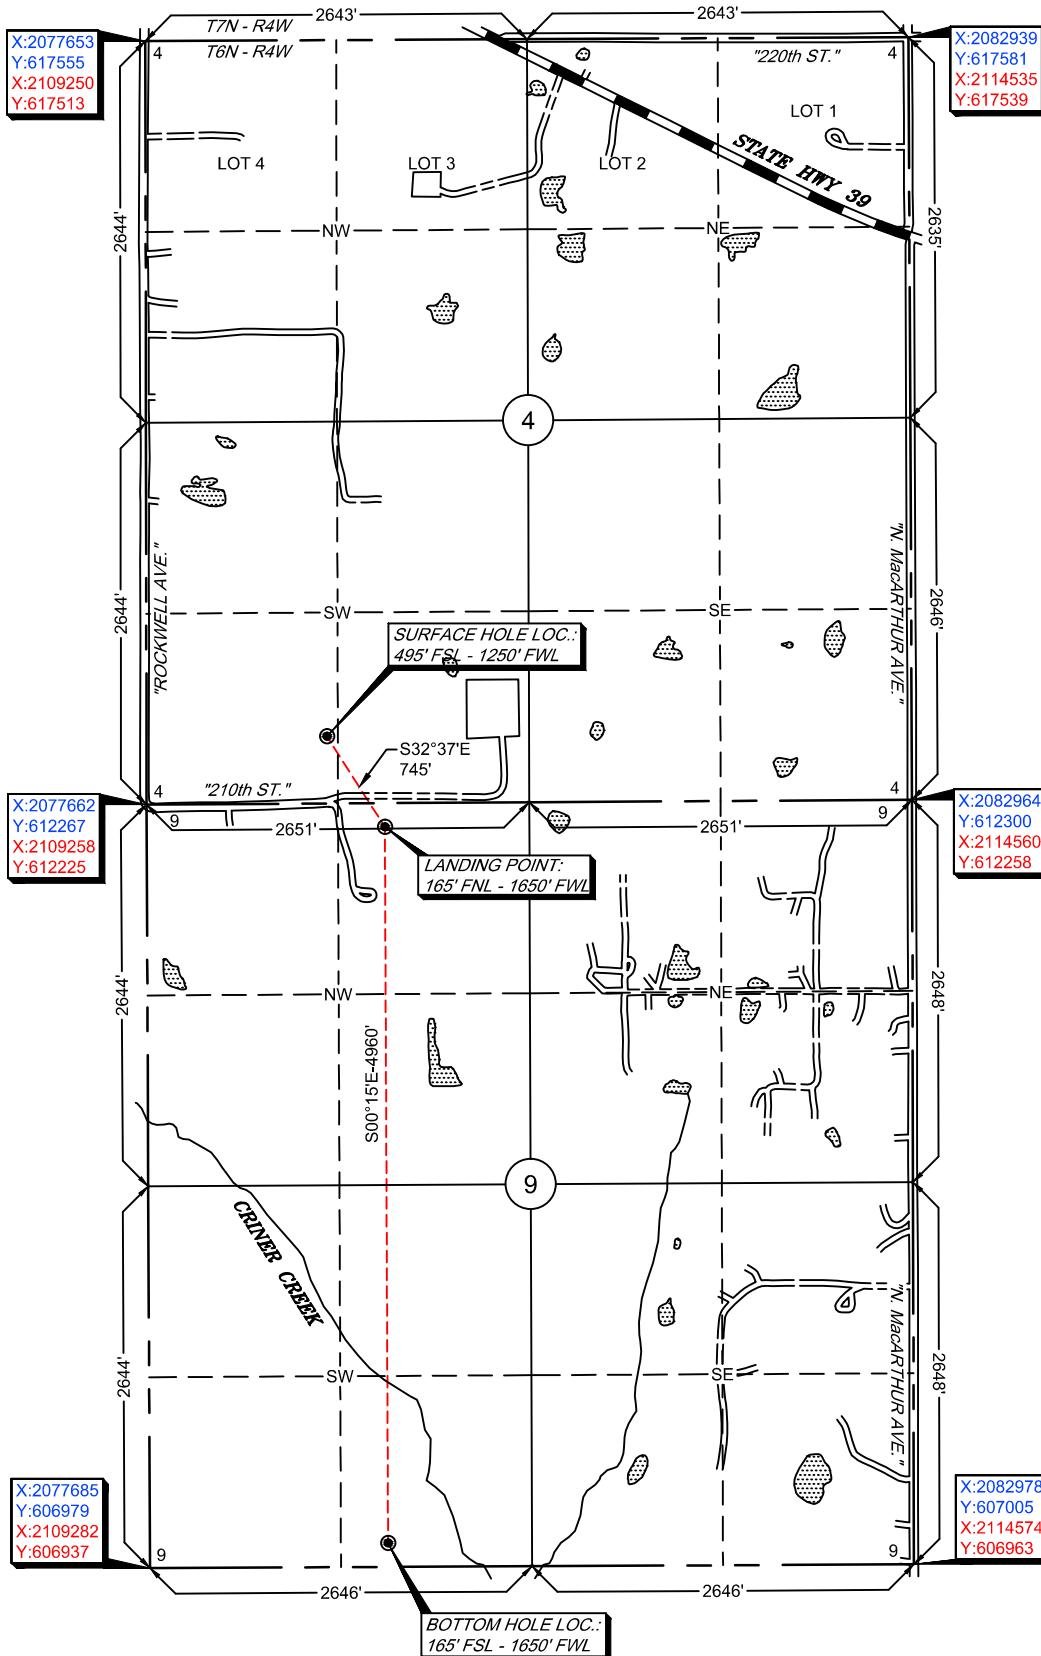 T7N - R4W
T6N - R4W
2643'
2643'
X:2077653
Y:617555
X:2109250
Y:617513
4
"220th ST."
4
X:2082939
Y:617581
X:2114535
Y:617539
LOT 4
LOT 3
LOT 2
LOT 1
STATE HWY 39
2644'
NW
NE
2635'
4
"ROCKWELL AVE."
"N. MacARTHUR AVE."
2644'
SW
SE
2646'
SURFACE HOLE LOC.:
495' FSL - 1250' FWL
S32°37'E
745'
4
"210th ST."
4
X:2077662
Y:612267
X:2109258
Y:612225
9
2651'
2651'
9
X:2082964
Y:612300
X:2114560
Y:612258
LANDING POINT:
165' FNL - 1650' FWL
2644'
NW
NE
2648'
S00°15'E-4960'
9
CRINER CREEK
2644'
SW
SE
2648'
"N. MacARTHUR AVE."
X:2077685
Y:606979
X:2109282
Y:606937
9
9
X:2082978
Y:607005
X:2114574
Y:606963
2646'
2646'
BOTTOM HOLE LOC.:
165' FSL - 1650' FWL